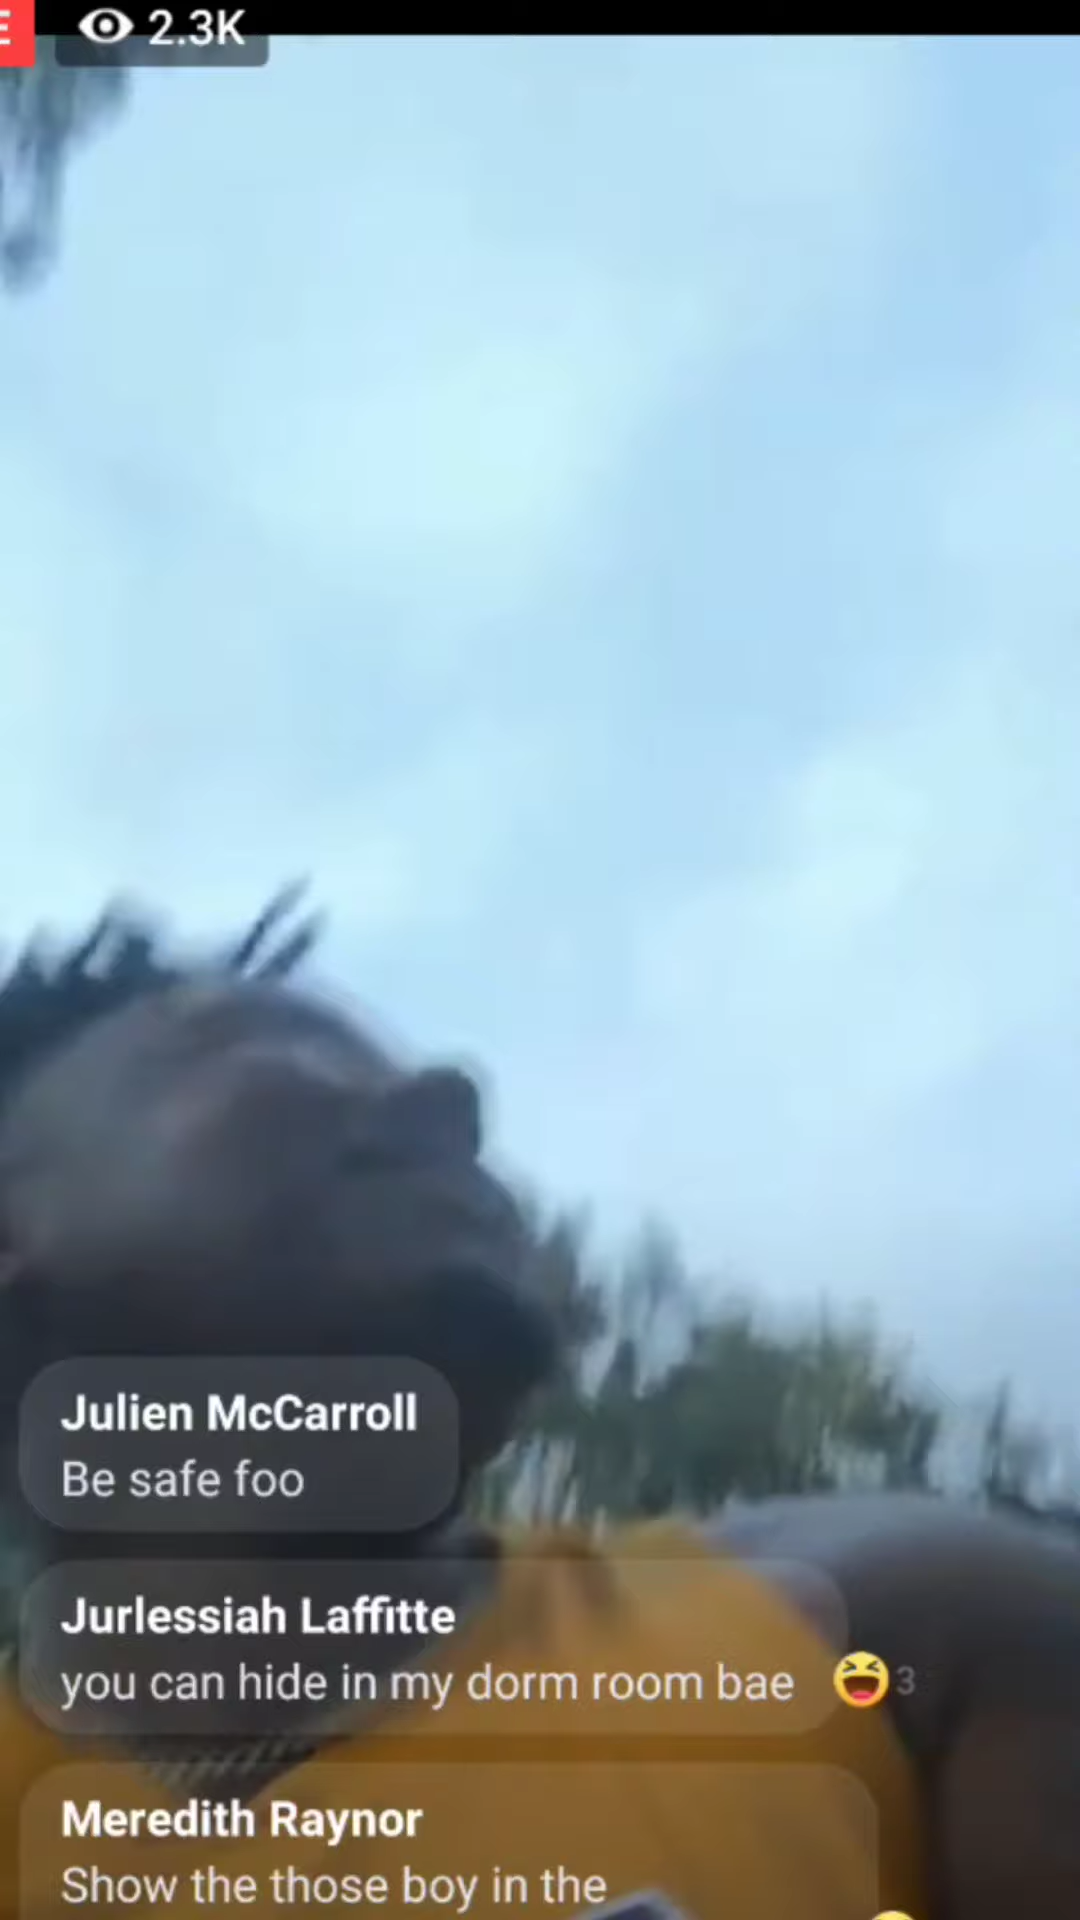 E
2.3K
Julien McCarroll
Be safe foo
Jurlessiah Laffitte
you can hide in my dorm room bae
3
Meredith Raynor
Show the those boy in the